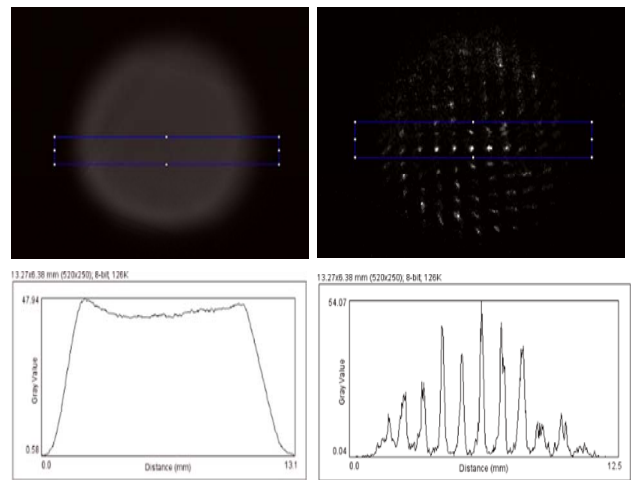 13.27x6.38 mm (520x250); 8-bit; 126K
47.94
Gray Value
0.58
0.0
Distance (mm)
13.1
13.27x6.38 mm (520x250); 8-bit; 126K
54.07
Gray Value
0.04
0.0
Distance (mm)
12.5